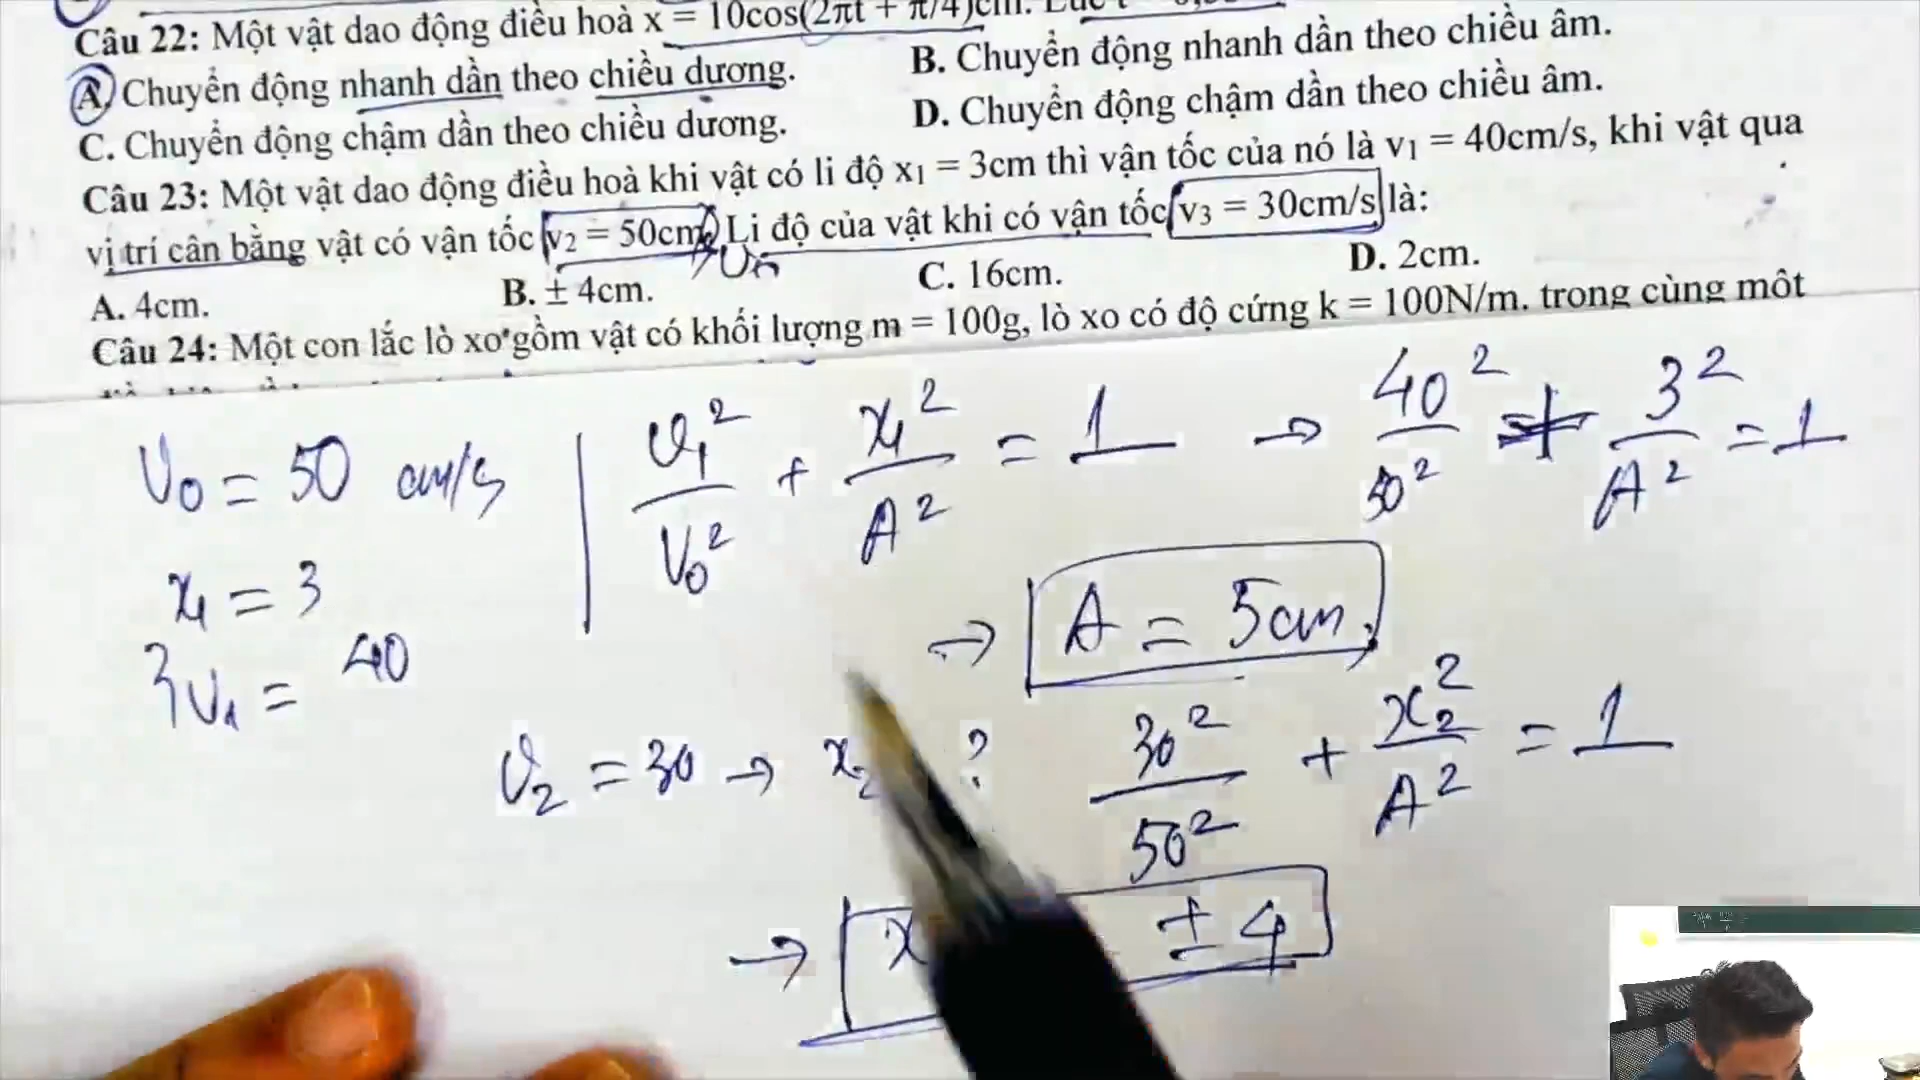 Câu 22: Một vật dao động điều hoà x = 10cos(2πt + π/4)cm. Lúc t
A. Chuyển động nhanh dần theo chiều dương.
B. Chuyển động nhanh dần theo chiều âm.
C. Chuyển động chậm dần theo chiều dương.
D. Chuyển động chậm dần theo chiều âm.
Câu 23: Một vật dao động điều hoà khi vật có li độ x1 = 3cm thì vận tốc của nó là v1 = 40cm/s, khi vật qua
vị trí cân bằng vật có vận tốc v2 = 50cm. Li độ của vật khi có vận tốc v3 = 30cm/s là:
A. 4cm.
B. ± 4cm.
C. 16cm.
D. 2cm.
Câu 24: Một con lắc lò xo gồm vật có khối lượng m = 100g, lò xo có độ cứng k = 100N/m. trong cùng một
v0 = 50 cm/s
x1 = 3
v1 = 40
v1²/v0² + x1²/A² = 1 → 40²/50² + 3²/A² = 1
→ A = 5cm.
v2 = 30 → x2 ?
30²/50² + x2²/A² = 1
→ x ± 4